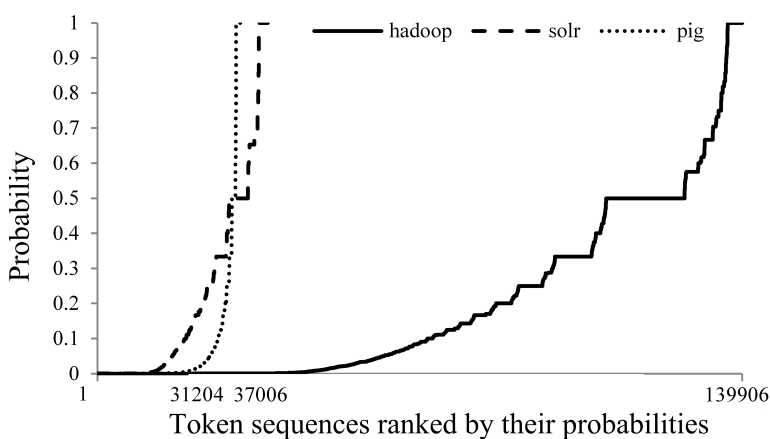 hadoop solr pig
1
0.9
0.8
0.7
0.6
0.5
0.4
0.3
0.2
0.1
0
Probability
1 31204 37006 139906
Token sequences ranked by their probabilities